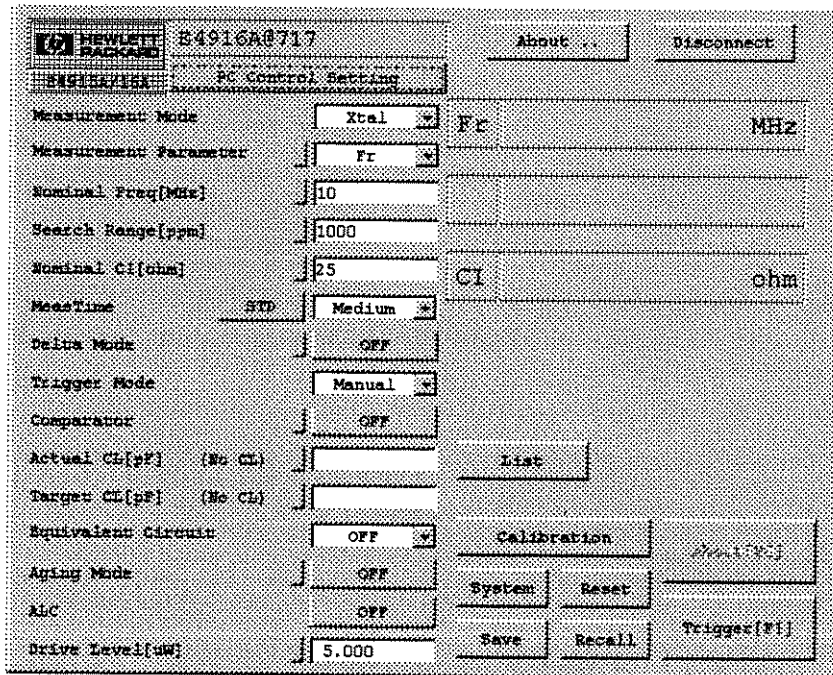 HEWLETT PACKARD
E4916A@717
About ..
Disconnect
E4915A/16A
PC Control Setting
Measurement Mode
Xtal
Fr
MHz
Measurement Parameter
Fr
Nominal Freq[MHz]
10
Search Range[ppm]
1000
Nominal CI[ohm]
25
CI
ohm
MeasTime
STD
Medium
Delta Mode
OFF
Trigger Mode
Manual
Comparator
OFF
Actual CL[pF]
(No CL)
List
Target CL[pF]
(No CL)
Equivalent Circuit
OFF
Calibration
Aging Mode
OFF
System
Reset
ALC
OFF
Save
Recall
Trigger[F1]
Drive Level[uW]
5.000